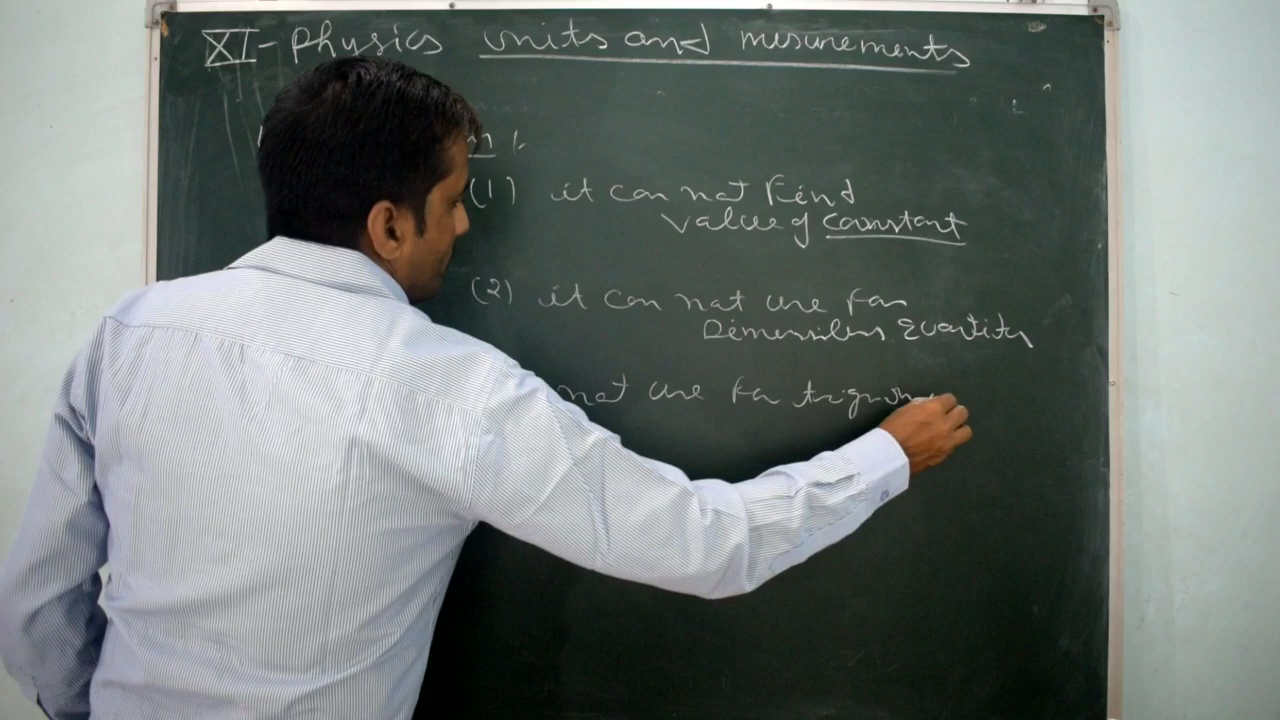 XI - Physics units and mesurements
(1) it can not Find
value of constant
(2) it can not use for
Dimensionless Quantity
not use for trigno